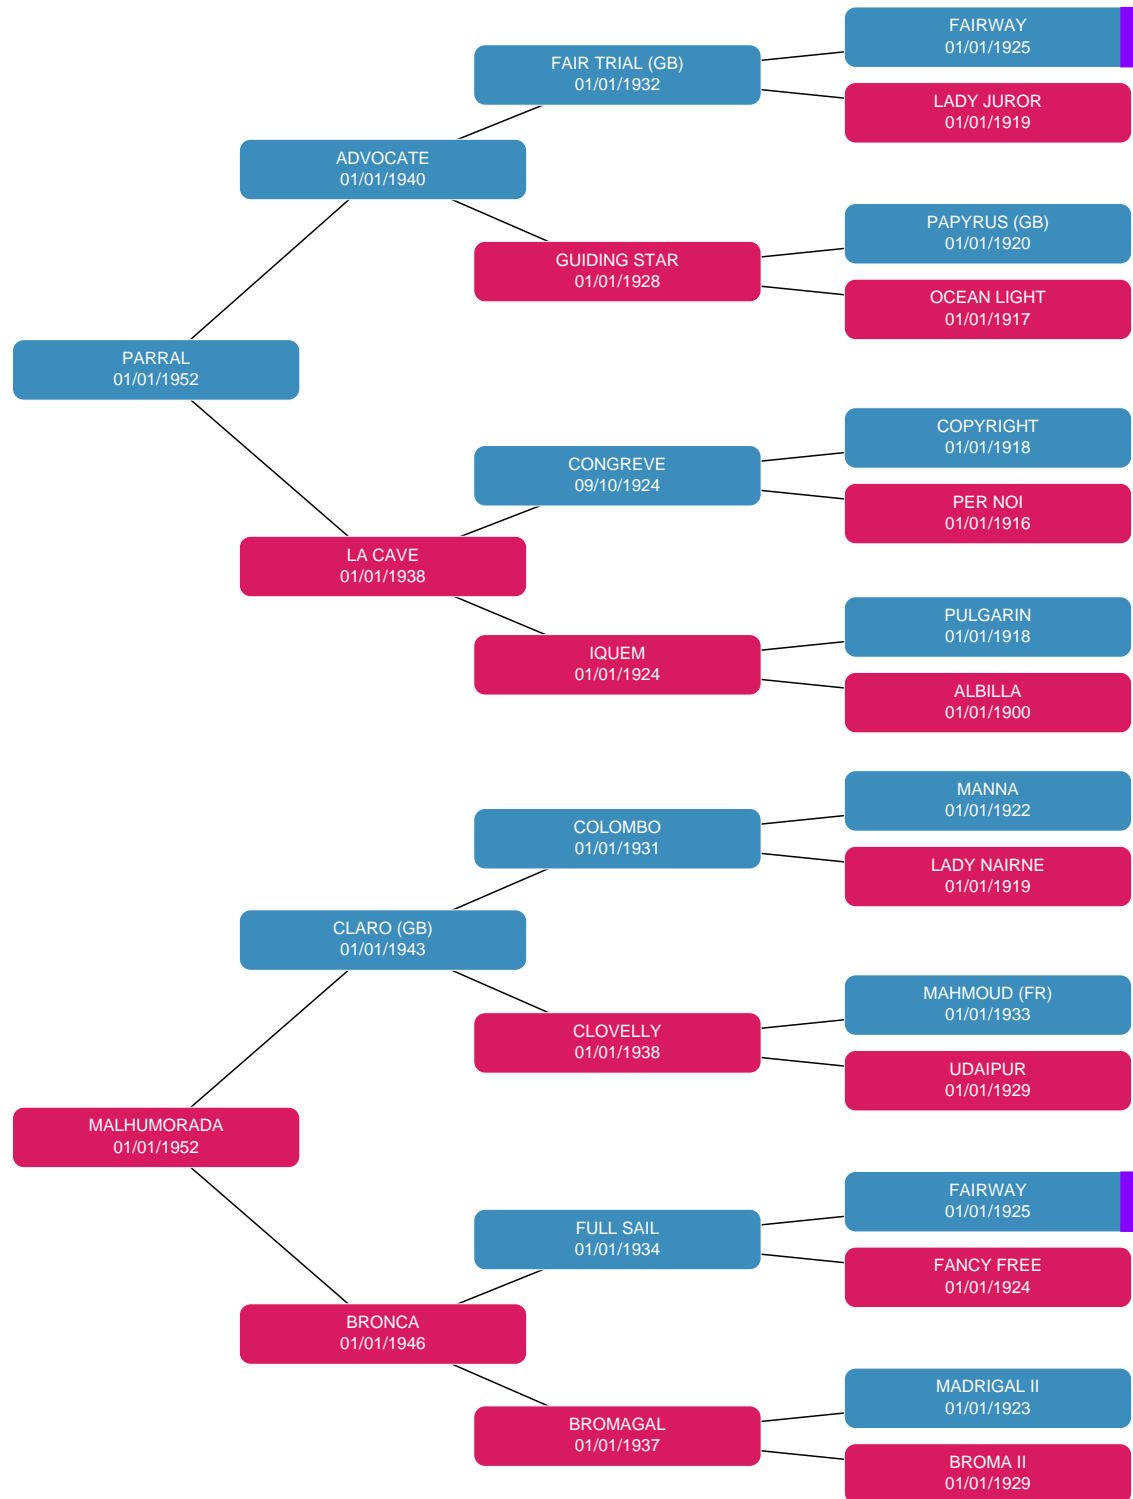 FAIRWAY
01/01/1925
FAIR TRIAL (GB)
01/01/1932
LADY JUROR
01/01/1919
ADVOCATE
01/01/1940
PAPYRUS (GB)
01/01/1920
GUIDING STAR
01/01/1928
OCEAN LIGHT
01/01/1917
PARRAL
01/01/1952
COPYRIGHT
01/01/1918
CONGREVE
09/10/1924
PER NOI
01/01/1916
LA CAVE
01/01/1938
PULGARIN
01/01/1918
IQUEM
01/01/1924
ALBILLA
01/01/1900
MANNA
01/01/1922
COLOMBO
01/01/1931
LADY NAIRNE
01/01/1919
CLARO (GB)
01/01/1943
MAHMOUD (FR)
01/01/1933
CLOVELLY
01/01/1938
UDAIPUR
01/01/1929
MALHUMORADA
01/01/1952
FAIRWAY
01/01/1925
FULL SAIL
01/01/1934
FANCY FREE
01/01/1924
BRONCA
01/01/1946
MADRIGAL II
01/01/1923
BROMAGAL
01/01/1937
BROMA II
01/01/1929